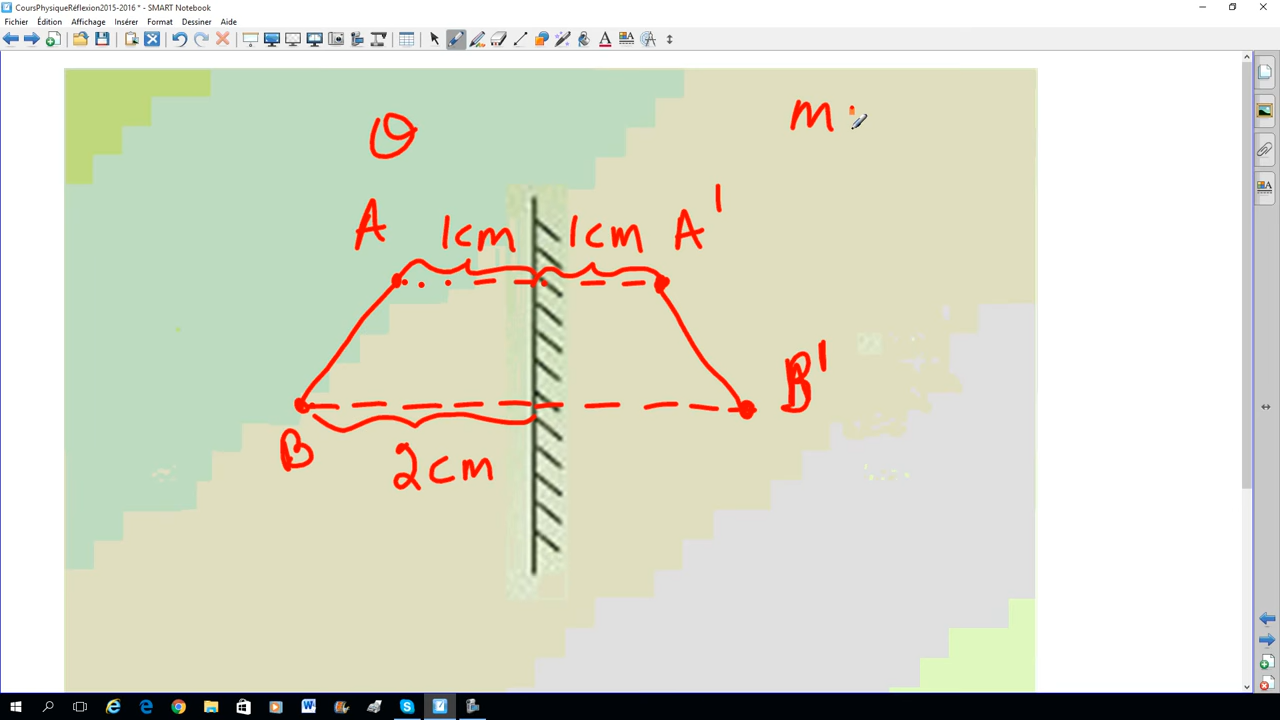 CoursPhysiqueRéflexion2015-2016 * - SMART Notebook
Fichier Édition Affichage Insérer Format Dessiner Aide
O M
A 1cm 1cm A'
B'
B
2cm